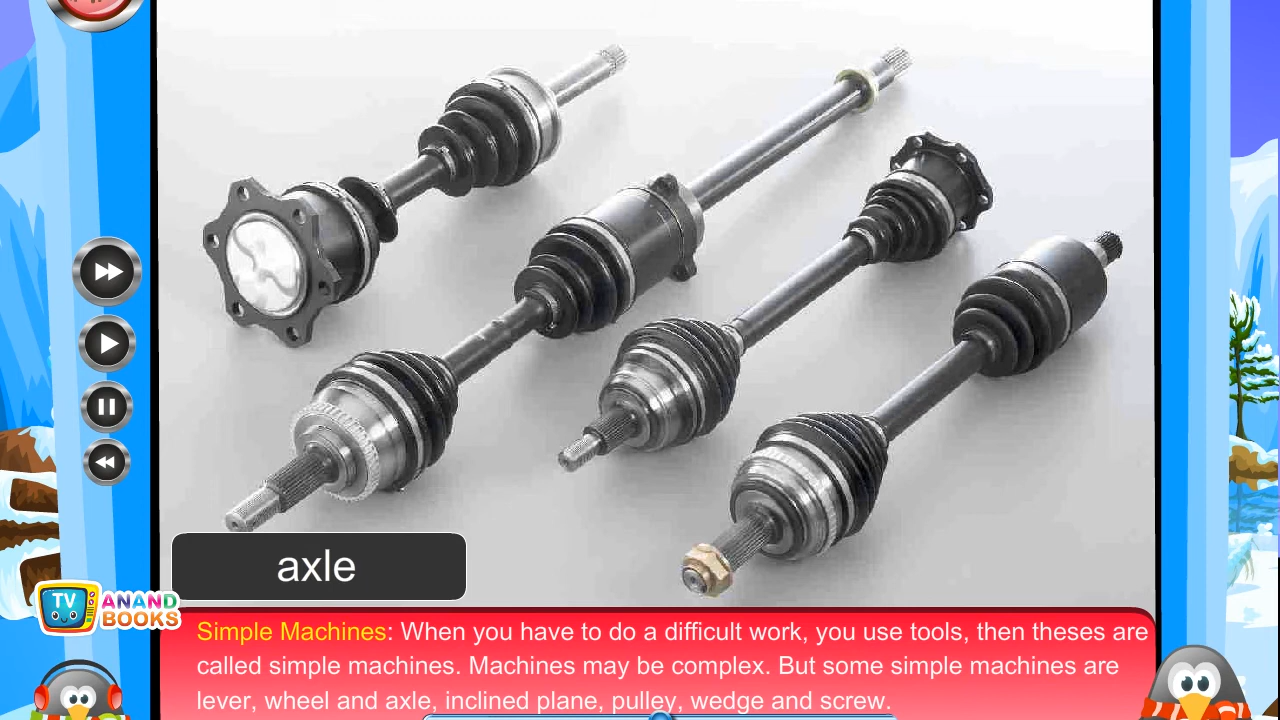 axle
TV
ANAND
BOOKS
Simple Machines: When you have to do a difficult work, you use tools, then theses are
called simple machines. Machines may be complex. But some simple machines are
lever, wheel and axle, inclined plane, pulley, wedge and screw.